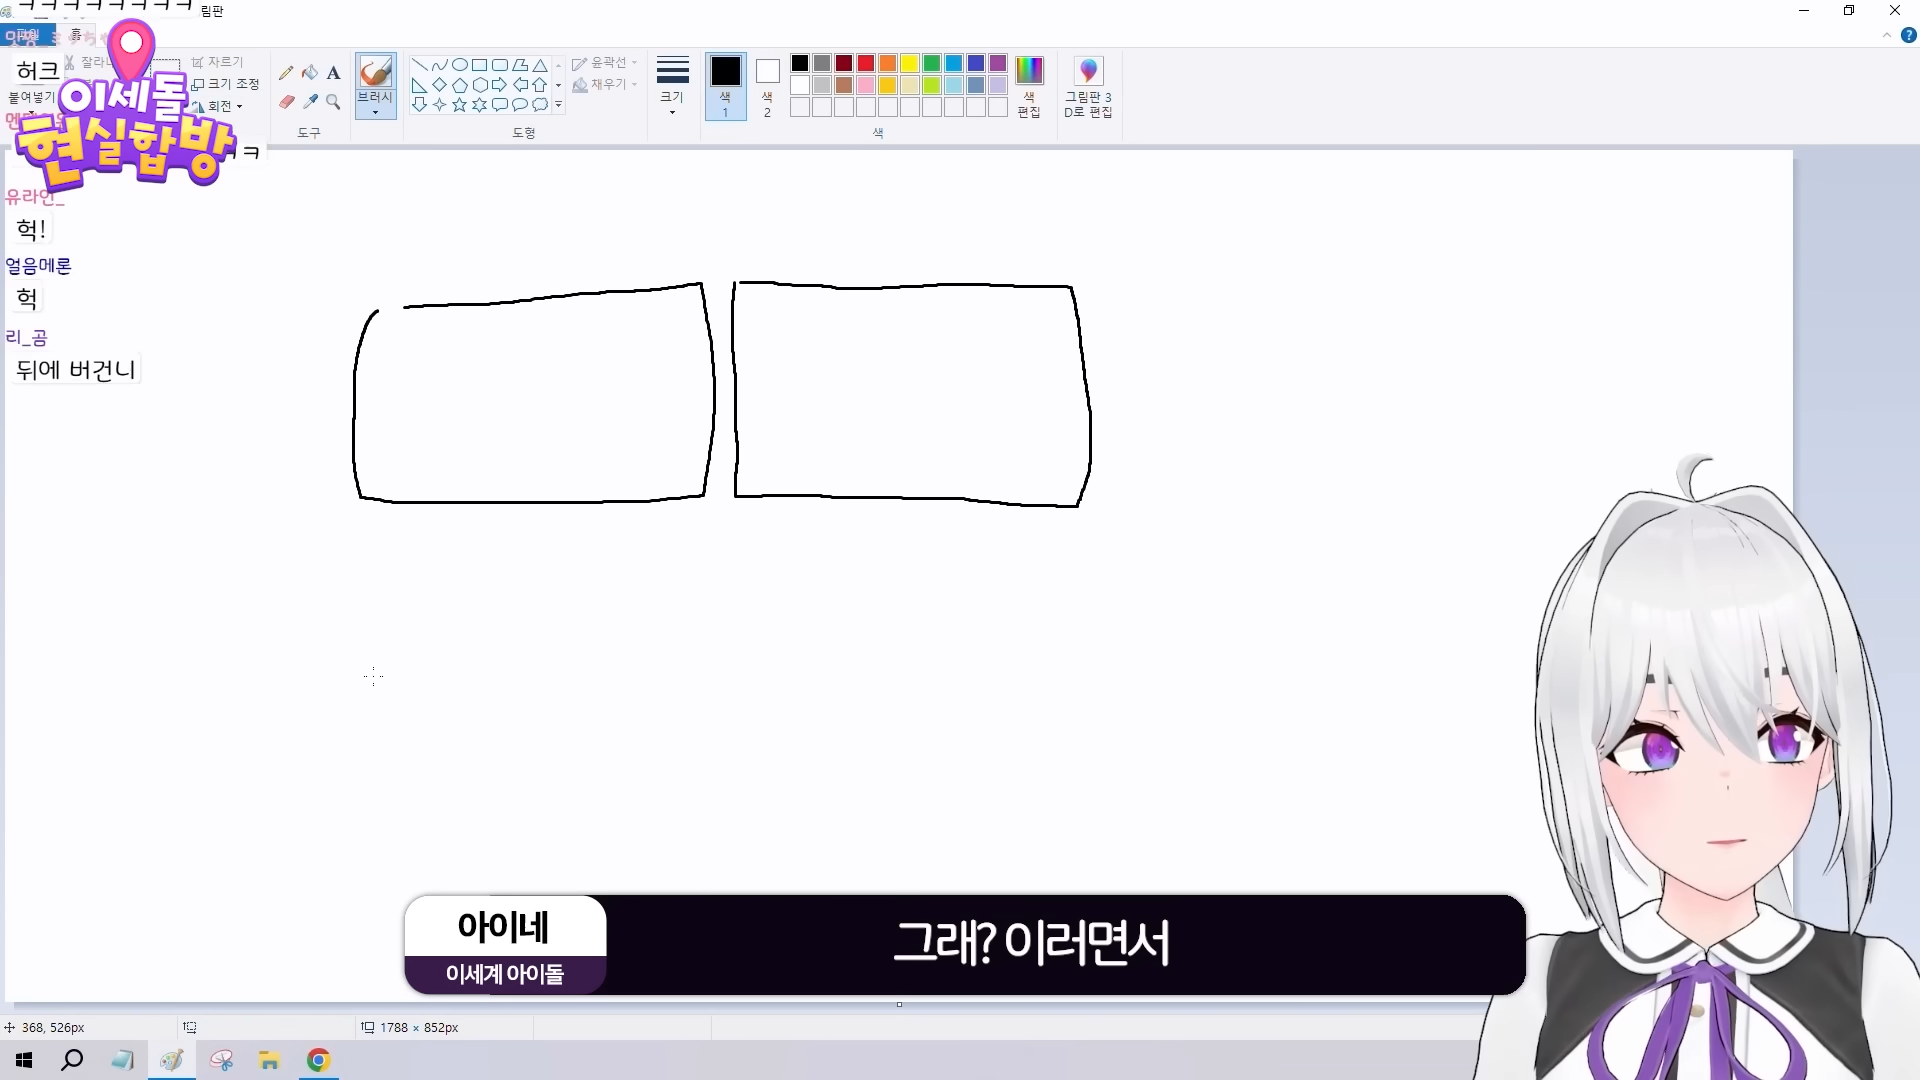 ㅋㅋㅋㅋㅋㅋㅋㅋ
림판
홈
허크
잘라
자르기
크기 조정
붙여넣기
회전
이세돌
현실합방
도구
브러시
도형
윤곽선
채우기
크기
색
1
색
2
색
색
편집
그림판 3
D로 편집
?
ㅋ
유라인_
헉!
얼음메론
헉
리_곰
뒤에 버건니
아이네
이세계 아이돌
그래? 이러면서
368, 526px
1788 × 852px